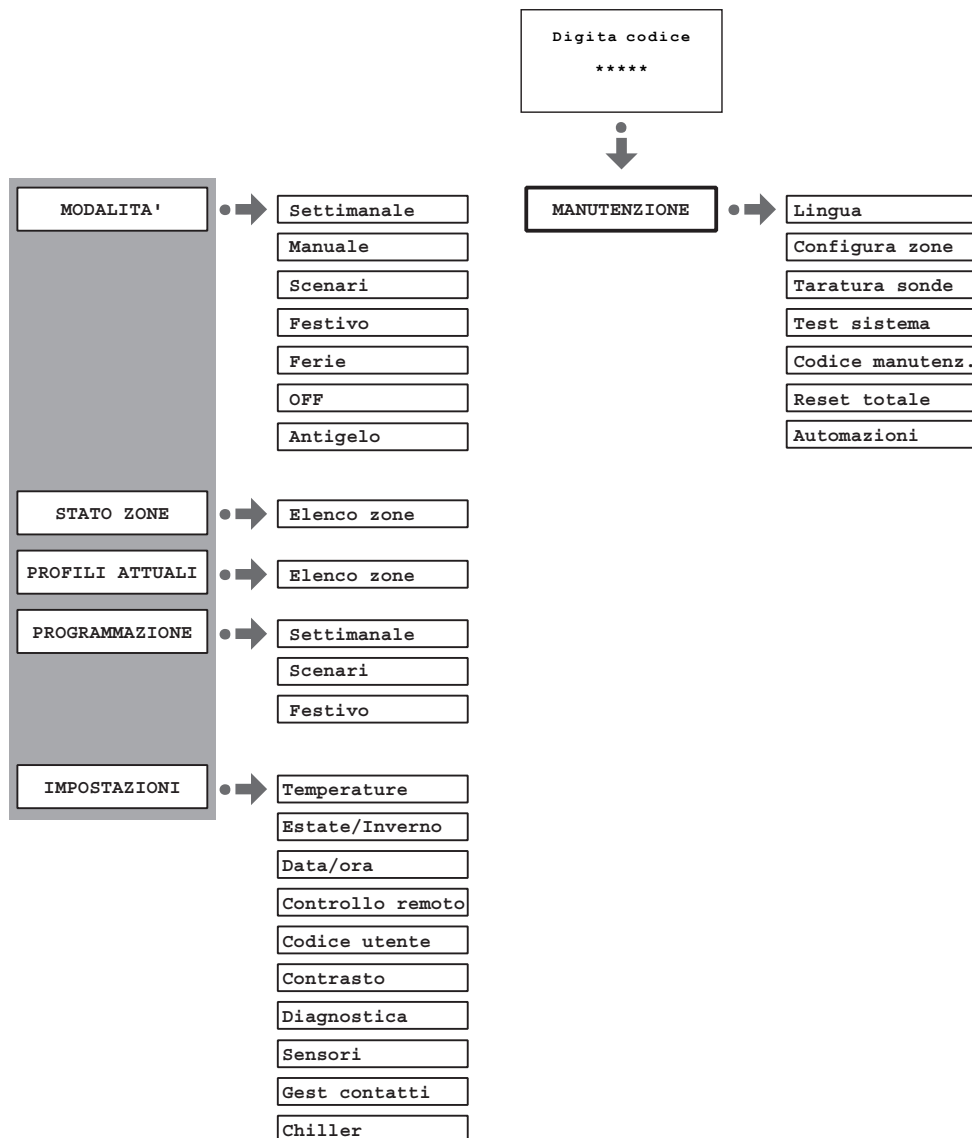 Digita codice
*****
MODALITA'
Settimanale
Manuale
Scenari
Festivo
Ferie
OFF
Antigelo
MANUTENZIONE
Lingua
Configura zone
Taratura sonde
Test sistema
Codice manutenz.
Reset totale
Automazioni
STATO ZONE
Elenco zone
PROFILI ATTUALI
Elenco zone
PROGRAMMAZIONE
Settimanale
Scenari
Festivo
IMPOSTAZIONI
Temperature
Estate/Inverno
Data/ora
Controllo remoto
Codice utente
Contrasto
Diagnostica
Sensori
Gest contatti
Chiller